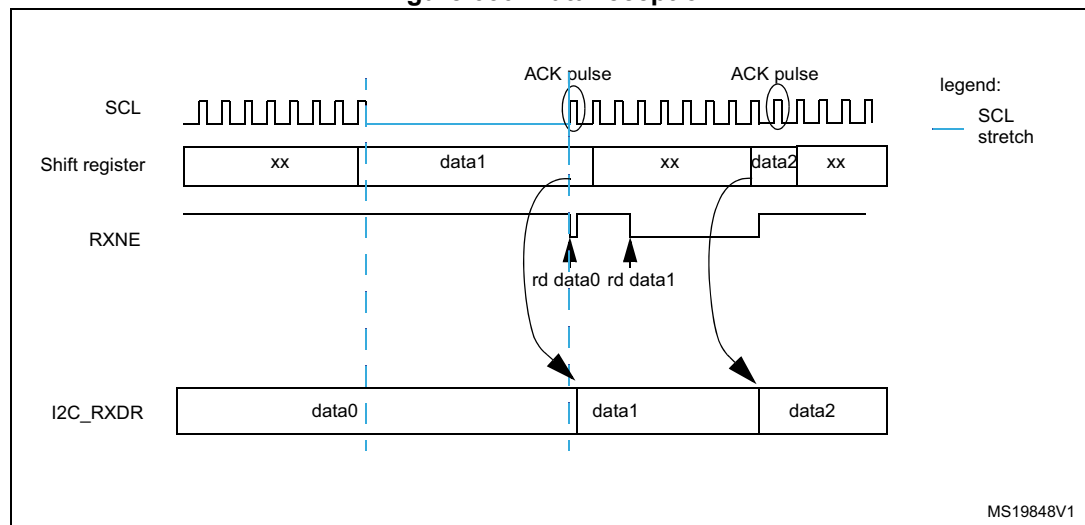 ACK pulse ACK pulse
legend:
SCL
SCL
stretch
Shift register xx data1 xx data2 xx
RXNE
rd data0 rd data1
I2C_RXDR data0 data1 data2
MS19848V1